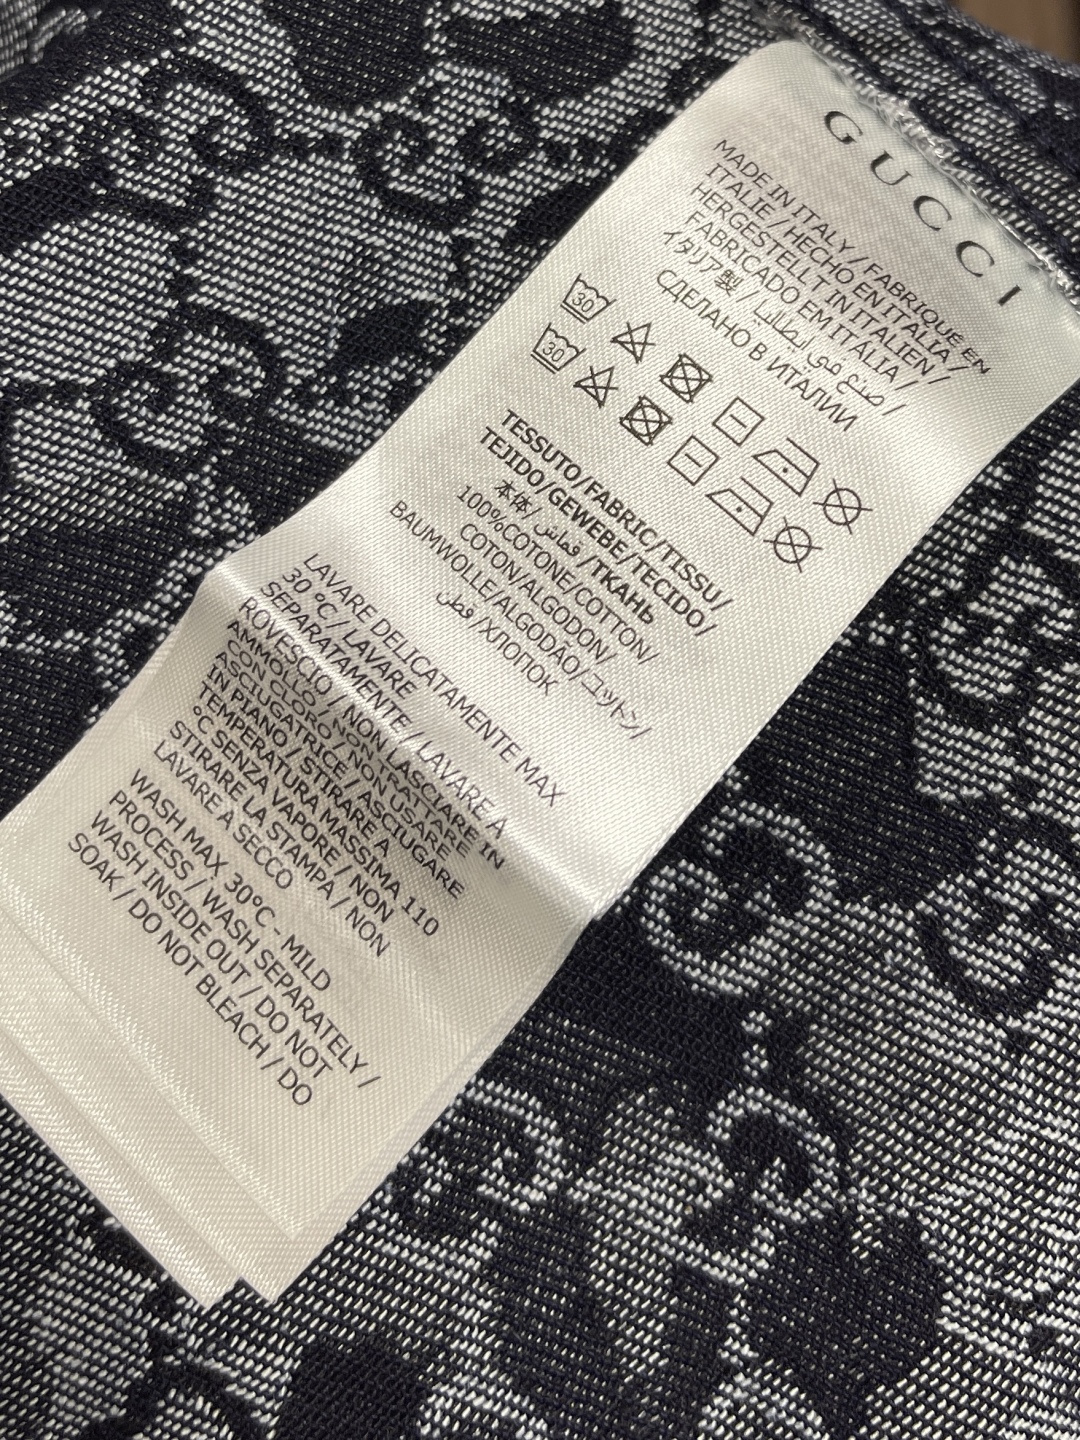 GUCCI
MADE IN ITALY / FABRIQUE EN
ITALIE / HECHO EN ITALIA /
HERGESTELLT IN ITALIEN /
FABRICADO EM ITALIA /
イタリア製 / صنع في ايطاليا /
СДЕЛАНО В ИТАЛИИ
30
30
TESSUTO/FABRIC/TISSU/
TEJIDO/GEWEBE/TECIDO/
本体/ قماش /ТКАНЬ
100%COTONE/COTTON/
COTON/ALGODON/
BAUMWOLLE/ALGODÃO/コットン/
قطن /ХЛОПОК
LAVARE DELICATAMENTE MAX
30 °C / LAVARE
SEPARATAMENTE / LAVARE A
ROVESCIO / NON LASCIARE IN
AMMOLLO / NON TRATTARE
CON CLORO / NON USARE
ASCIUGATRICE / ASCIUGARE
IN PIANO / STIRARE A
TEMPERATURA MASSIMA 110
°C SENZA VAPORE / NON
STIRARE LA STAMPA / NON
LAVARE A SECCO
WASH MAX 30°C - MILD
PROCESS / WASH SEPARATELY /
WASH INSIDE OUT / DO NOT
SOAK / DO NOT BLEACH / DO